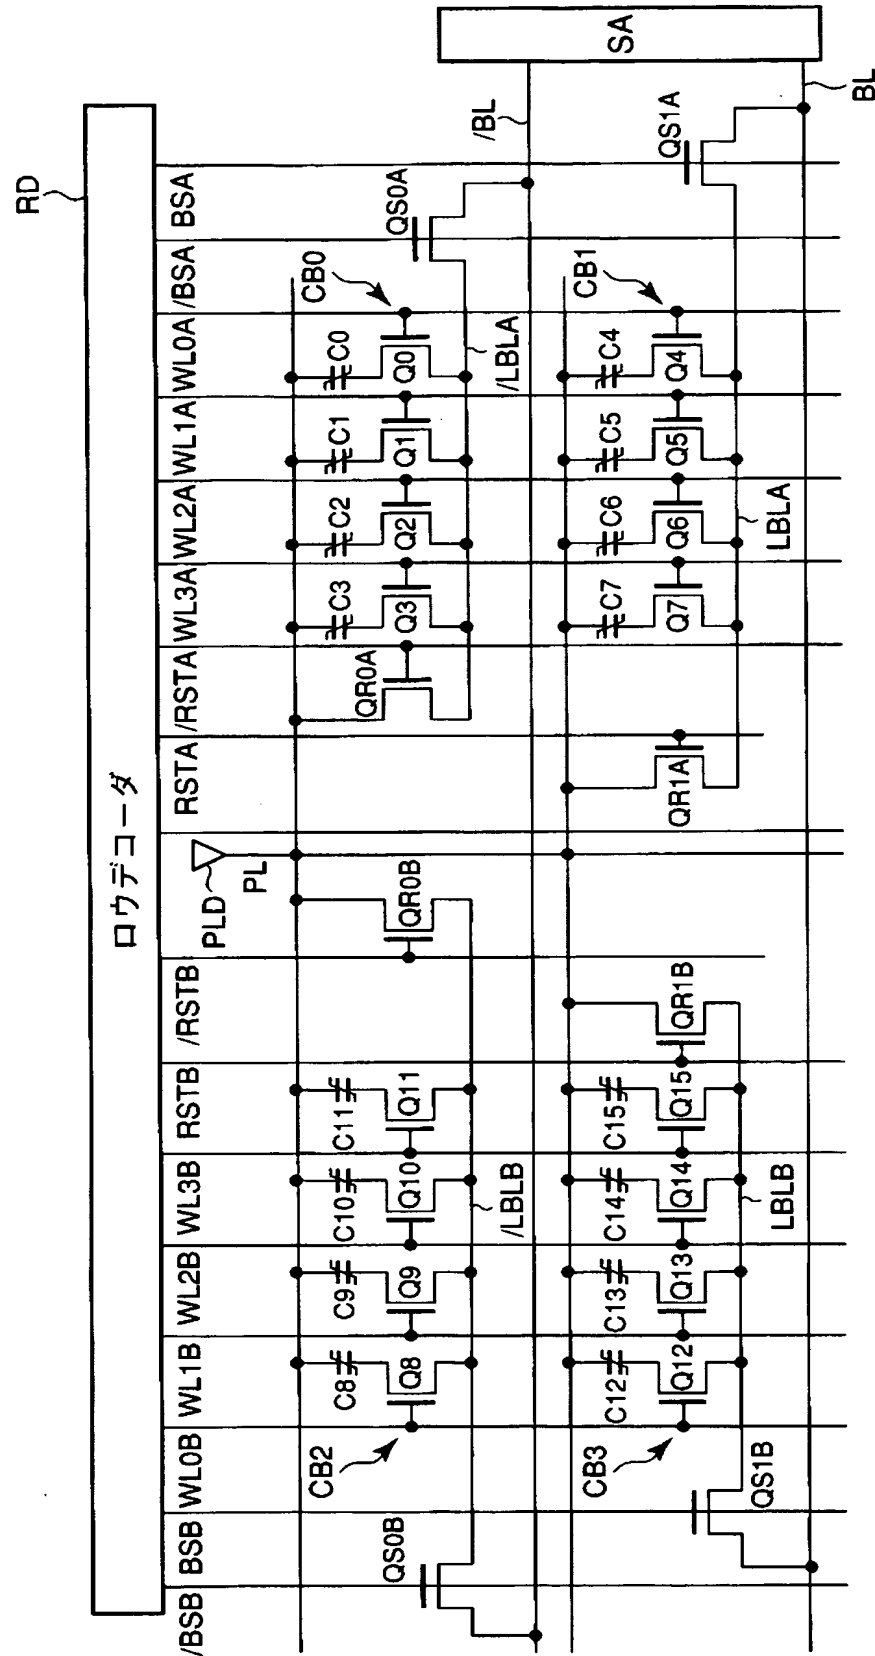 RD
ロウデコーダ
/BSB
BSB
WL0B
WL1B
WL2B
WL3B
RSTB
/RSTB
PLD
PL
RSTA
/RSTA
WL3A
WL2A
WL1A
WL0A
/BSA
BSA
QS0B
CB2
C8
Q8
C9
Q9
C10
Q10
C11
Q11
/LBLB
QR0B
QR0A
C3
Q3
C2
Q2
C1
Q1
C0
Q0
CB0
/LBLA
QS0A
/BL
SA
QS1B
CB3
C12
Q12
C13
Q13
C14
Q14
C15
Q15
LBLB
QR1B
QR1A
C7
Q7
C6
Q6
C5
Q5
C4
Q4
CB1
LBLA
QS1A
BL